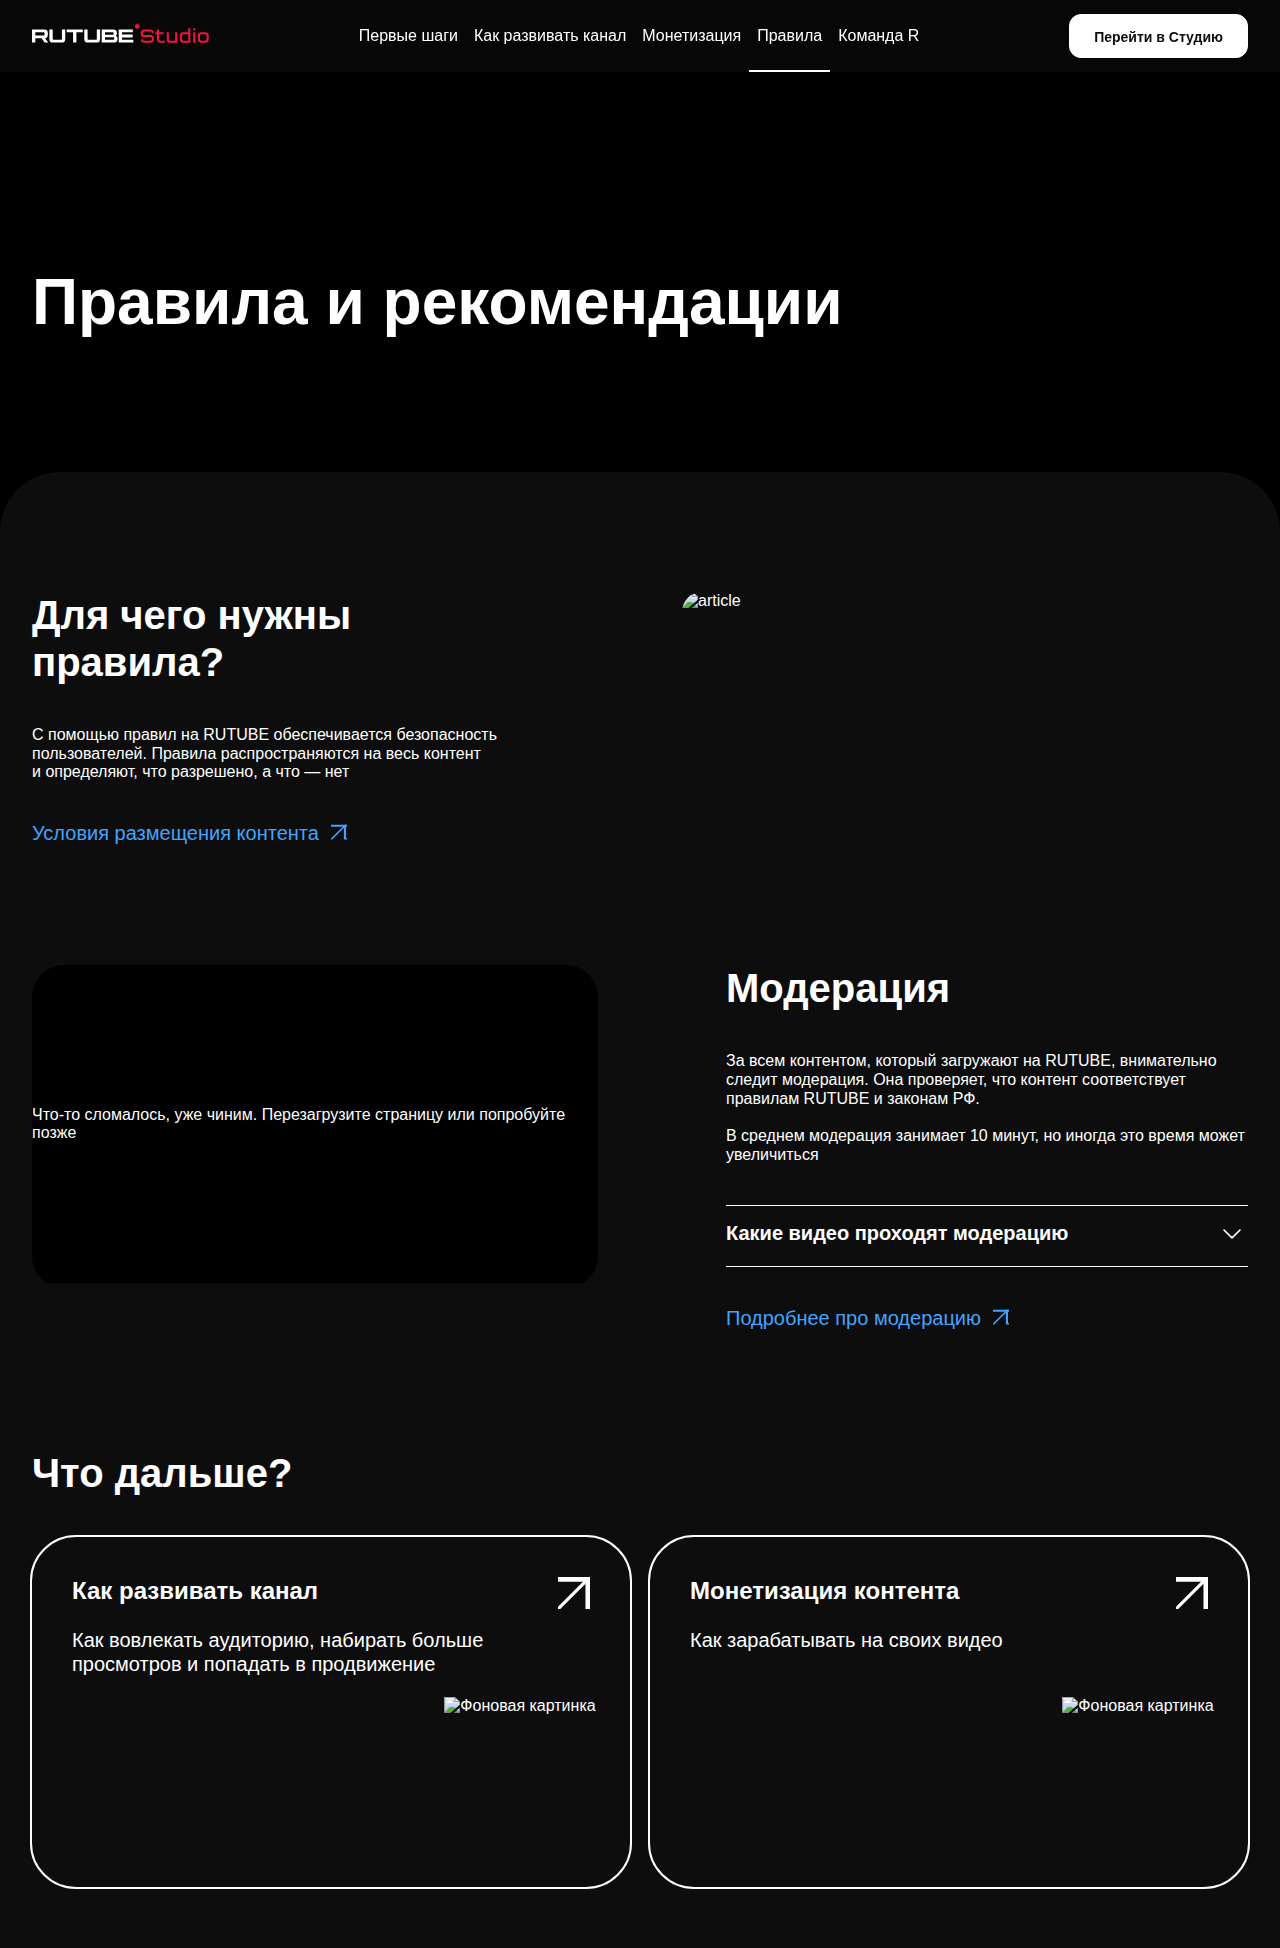 RUTUBE Studio
Первые шаги
Как развивать канал
Монетизация
Правила
Команда R
Перейти в Студию
Правила и рекомендации
Для чего нужны
правила?
article
С помощью правил на RUTUBE обеспечивается безопасность
пользователей. Правила распространяются на весь контент
и определяют, что разрешено, а что — нет
Условия размещения контента
Что-то сломалось, уже чиним. Перезагрузите страницу или попробуйте
позже
Модерация
За всем контентом, который загружают на RUTUBE, внимательно
следит модерация. Она проверяет, что контент соответствует
правилам RUTUBE и законам РФ.
В среднем модерация занимает 10 минут, но иногда это время может
увеличиться
Какие видео проходят модерацию
Подробнее про модерацию
Что дальше?
Как развивать канал
Как вовлекать аудиторию, набирать больше
просмотров и попадать в продвижение
Фоновая картинка
Монетизация контента
Как зарабатывать на своих видео
Фоновая картинка